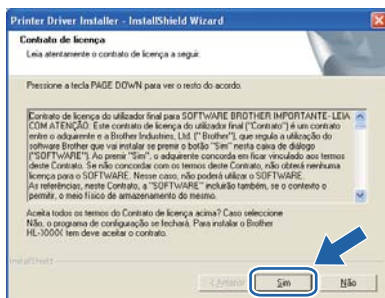 Printer Driver Installer - InstallShield Wizard
Contrato de licença
Leia atentamente o contrato de licença a seguir.
Pressione a tecla PAGE DOWN para ver o resto do acordo.
Contrato de licença do utilizador final para SOFTWARE BROTHER IMPORTANTE - LEIA
COM ATENÇÃO: Este contrato de licença do utilizador final ("Contrato") é um contrato
entre o adquirente e a Brother Industries, Ltd. ("Brother"), que regula a utilização do
software Brother que vai instalar se premir o botão "Sim" nesta caixa de diálogo
("SOFTWARE"). Ao premir "Sim", o adquirente concorda em ficar vinculado aos termos
deste Contrato. Se não concordar com os termos deste Contrato, não obterá nenhuma
licença para o SOFTWARE. Nesse caso, não poderá utilizar o SOFTWARE.
As referências, neste Contrato, a "SOFTWARE" incluirão também, se o contexto o
permitir, o meio físico de armazenamento do mesmo.
Aceita todos os termos do Contrato de licença acima? Caso seleccione
Não, o programa de configuração se fechará. Para instalar o Brother
HL-XXXX tem deve aceitar o contrato.
InstallShield
< Anterior
Sim
Não